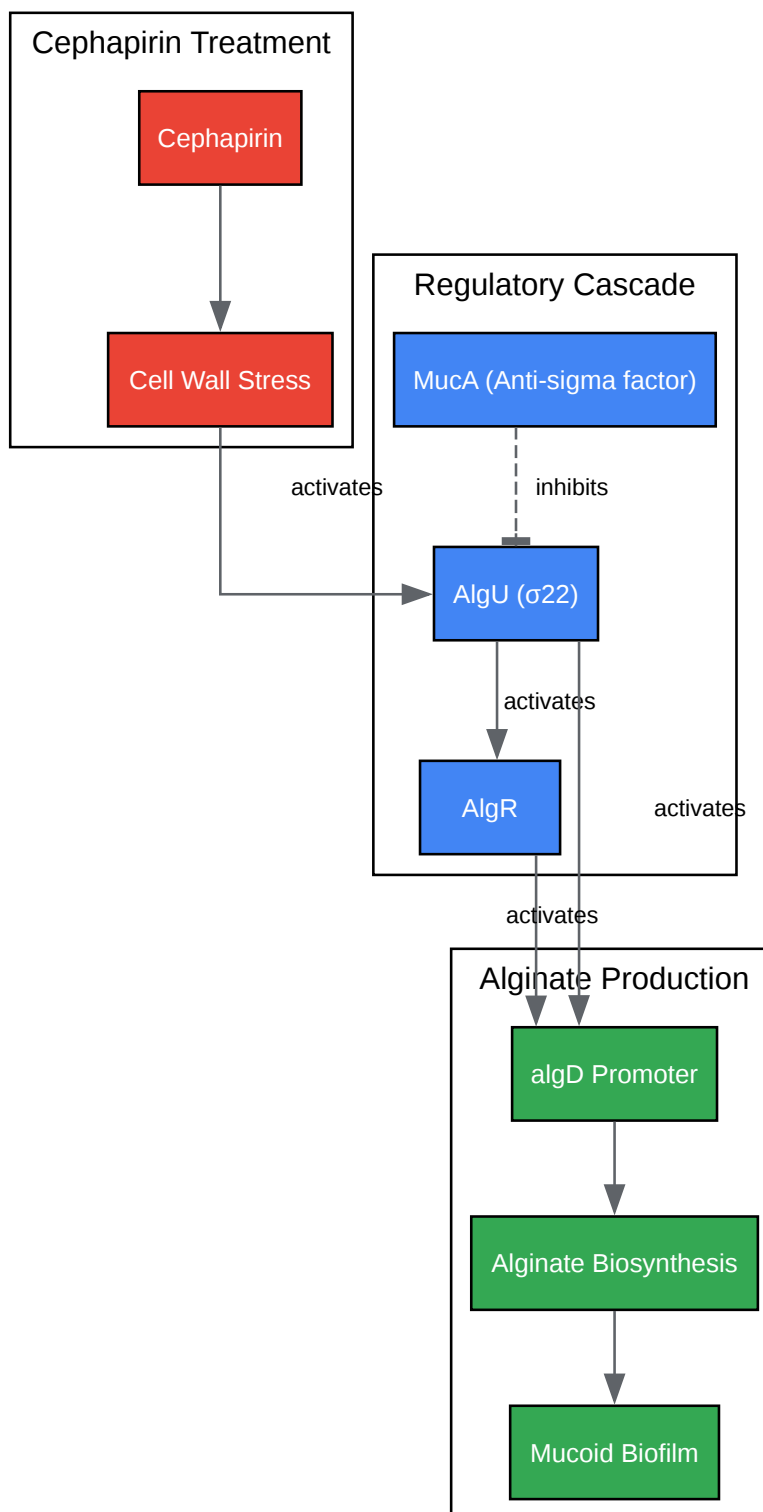 Cephapirin Treatment
Cephapirin
Cell Wall Stress
Regulatory Cascade
MucA (Anti-sigma factor)
activates
inhibits
AlgU (σ22)
activates
AlgR
activates
activates
Alginate Production
algD Promoter
Alginate Biosynthesis
Mucoid Biofilm